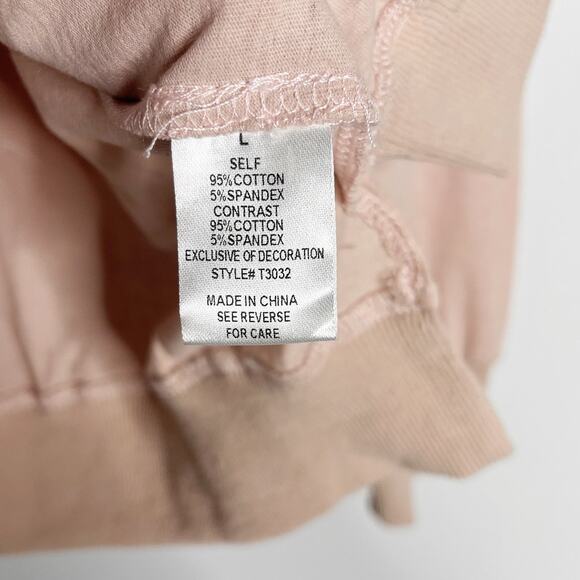 L
SELF
95%COTTON
5%SPANDEX
CONTRAST
95%COTTON
5%SPANDEX
EXCLUSIVE OF DECORATION
STYLE# T3032
MADE IN CHINA
SEE REVERSE
FOR CARE